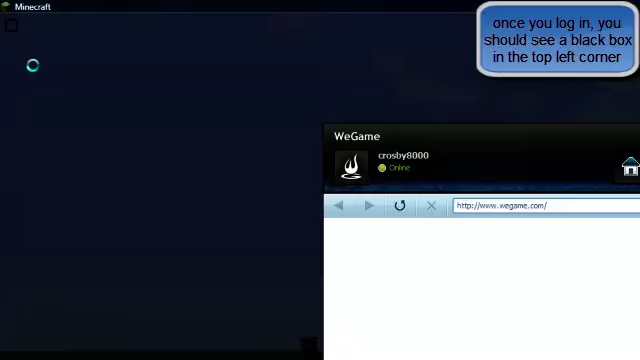 Minecraft
once you log in, you
should see a black box
in the top left corner
WeGame
crosby8000
Online
http://www.wegame.com/